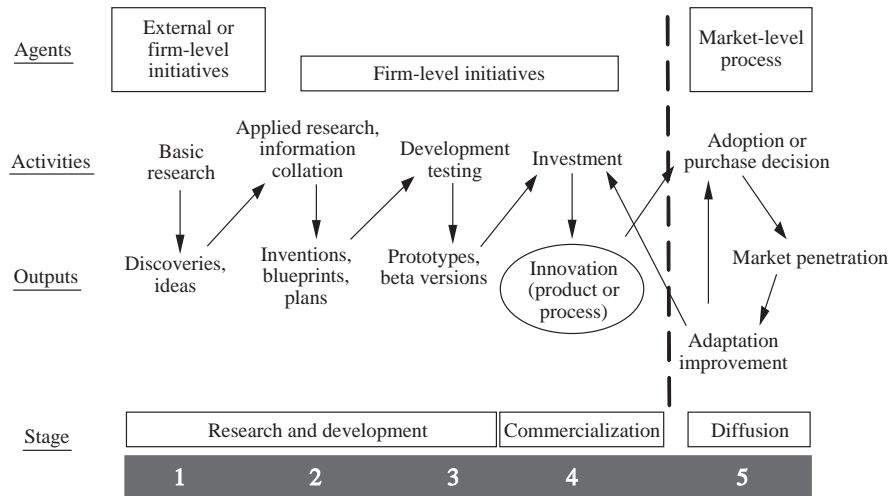 Agents
External or
firm-level
initiatives
Firm-level initiatives
Market-level
process
Activities
Basic
research
Applied research,
information
collation
Development
testing
Investment
Adoption or
purchase decision
Outputs
Discoveries,
ideas
Inventions,
blueprints,
plans
Prototypes,
beta versions
Innovation
(product or
process)
Market penetration
Adaptation
improvement
Stage
Research and development
Commercialization
Diffusion
1
2
3
4
5